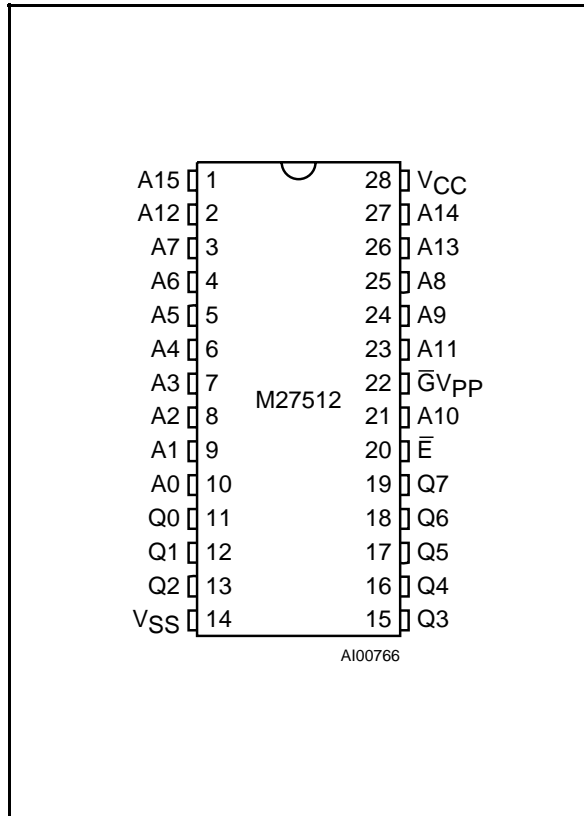 A15 1 28 VCC
A12 2 27 A14
A7 3 26 A13
A6 4 25 A8
A5 5 24 A9
A4 6 23 A11
A3 7 22 G̅VPP
M27512
A2 8 21 A10
A1 9 20 E̅
A0 10 19 Q7
Q0 11 18 Q6
Q1 12 17 Q5
Q2 13 16 Q4
VSS 14 15 Q3
AI00766